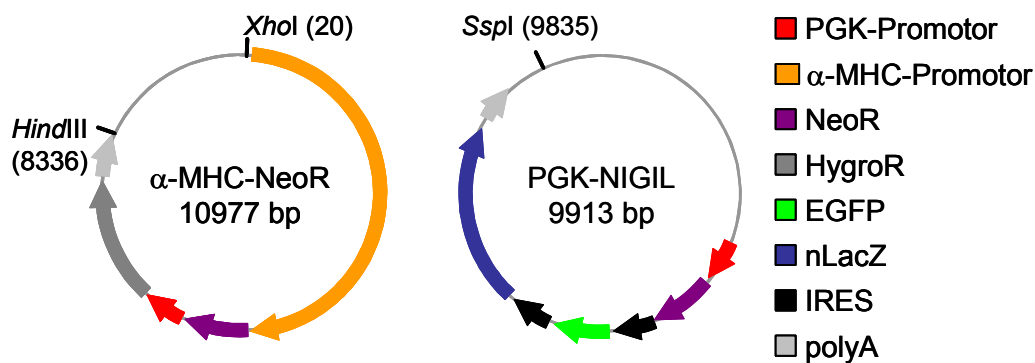 XhoI (20)
HindIII
(8336)
α-MHC-NeoR
10977 bp
SspI (9835)
PGK-NIGIL
9913 bp
PGK-Promotor
α-MHC-Promotor
NeoR
HygroR
EGFP
nLacZ
IRES
polyA